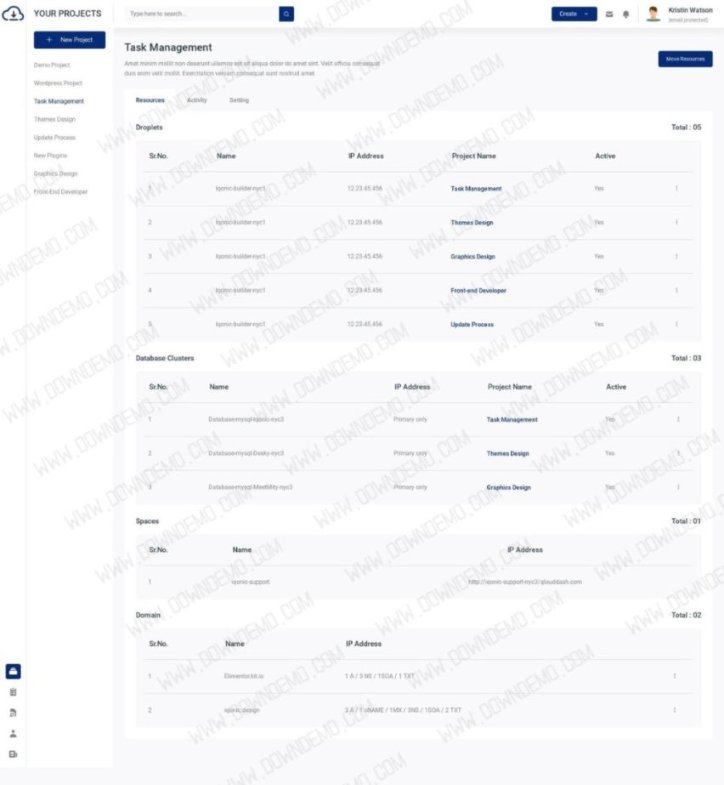 YOUR PROJECTS
Type here to search...
Create
Kristin Watson
[email protected]
+ New Project
Demo Project
Wordpress Project
Task Management
Themes Design
Update Process
New Plugins
Graphics Design
Front-End Developer
Task Management
Amet minim mollit non deserunt ullamco est sit aliqua dolor do amet sint. Velit officia consequat
duis enim velit mollit. Exercitation veniam consequat sunt nostrud amet.
Move Resources
Resources Activity Setting
Droplets Total : 05
Sr.No. Name IP Address Project Name Active
1 Iqonic-builder-nyc1 12.23.45.456 Task Management Yes
2 Iqonic-builder-nyc1 12.23.45.456 Themes Design Yes
3 Iqonic-builder-nyc1 12.23.45.456 Graphics Design Yes
4 Iqonic-builder-nyc1 12.23.45.456 Front-end Developer Yes
5 Iqonic-builder-nyc1 12.23.45.456 Update Process Yes
Database Clusters Total : 03
Sr.No. Name IP Address Project Name Active
1 Database-mysql-Iqonic-nyc3 Primary only Task Management Yes
2 Database-mysql-Desky-nyc3 Primary only Themes Design Yes
3 Database-mysql-Meetility-nyc3 Primary only Graphics Design Yes
Spaces Total : 01
Sr.No. Name IP Address
1 iqonic-support
Domain Total : 02
Sr.No. Name IP Address
1 1 A / 3 NS / 1SOA / 1 TXT
2 iqonic.design 3 A / 1 cNAME / 1MX / 3NS / 1SOA / 2 TXT
WWW.DOWNDEMO.COM